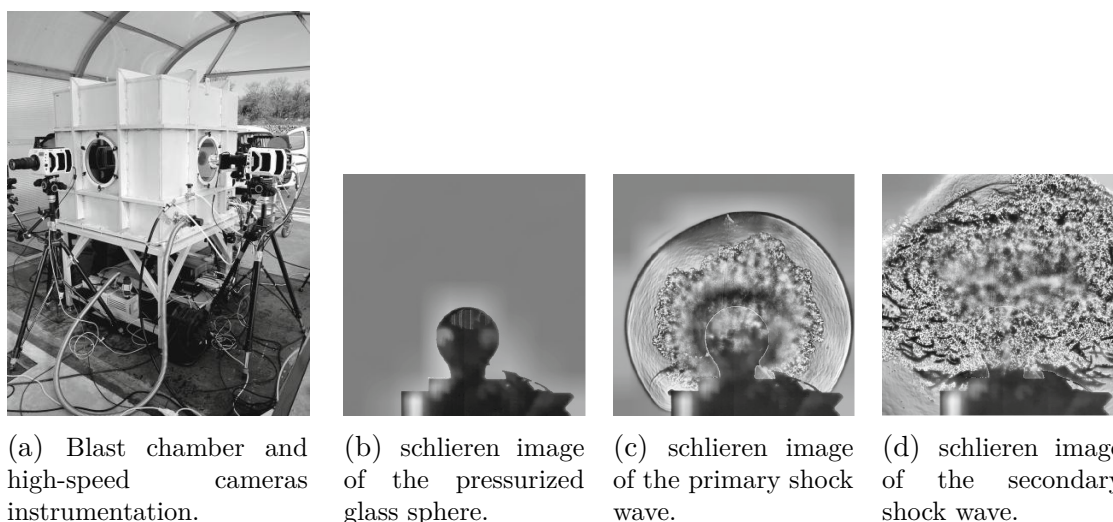 (a) Blast chamber and
high-speed cameras
instrumentation.
(b) schlieren image
of the pressurized
glass sphere.
(c) schlieren image
of the primary shock
wave.
(d) schlieren image
of the secondary
shock wave.